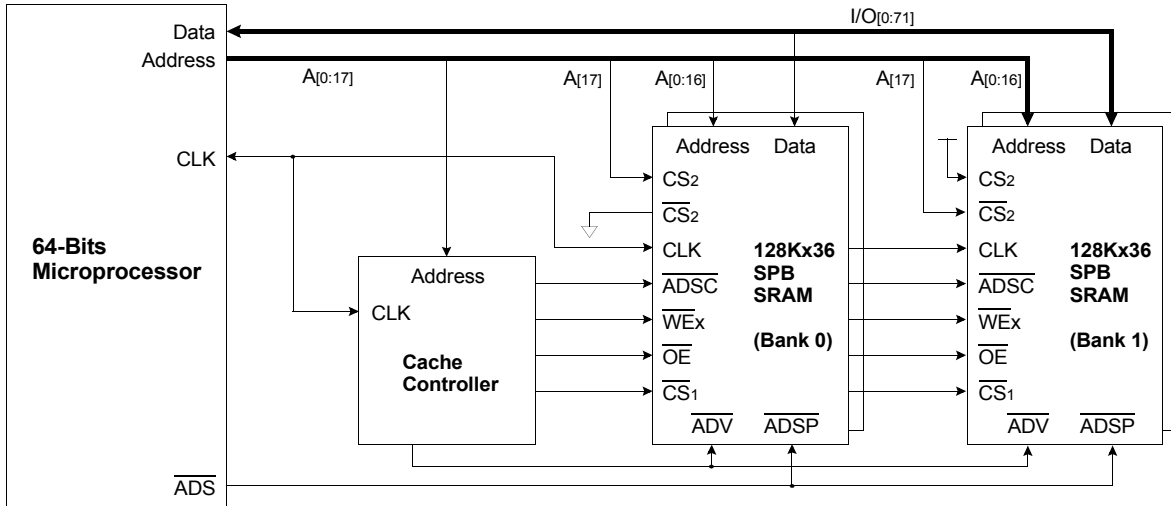 I/O[0:71]
Data
Address
A[0:17]
A[17]
A[0:16]
A[17]
A[0:16]
CLK
64-Bits
Microprocessor
ADS
Address
CLK
Cache
Controller
Address Data
CS2
CS2
CLK
ADSC
WEx
OE
CS1
ADV ADSP
128Kx36
SPB
SRAM
(Bank 0)
Address Data
CS2
CS2
CLK
ADSC
WEx
OE
CS1
ADV ADSP
128Kx36
SPB
SRAM
(Bank 1)